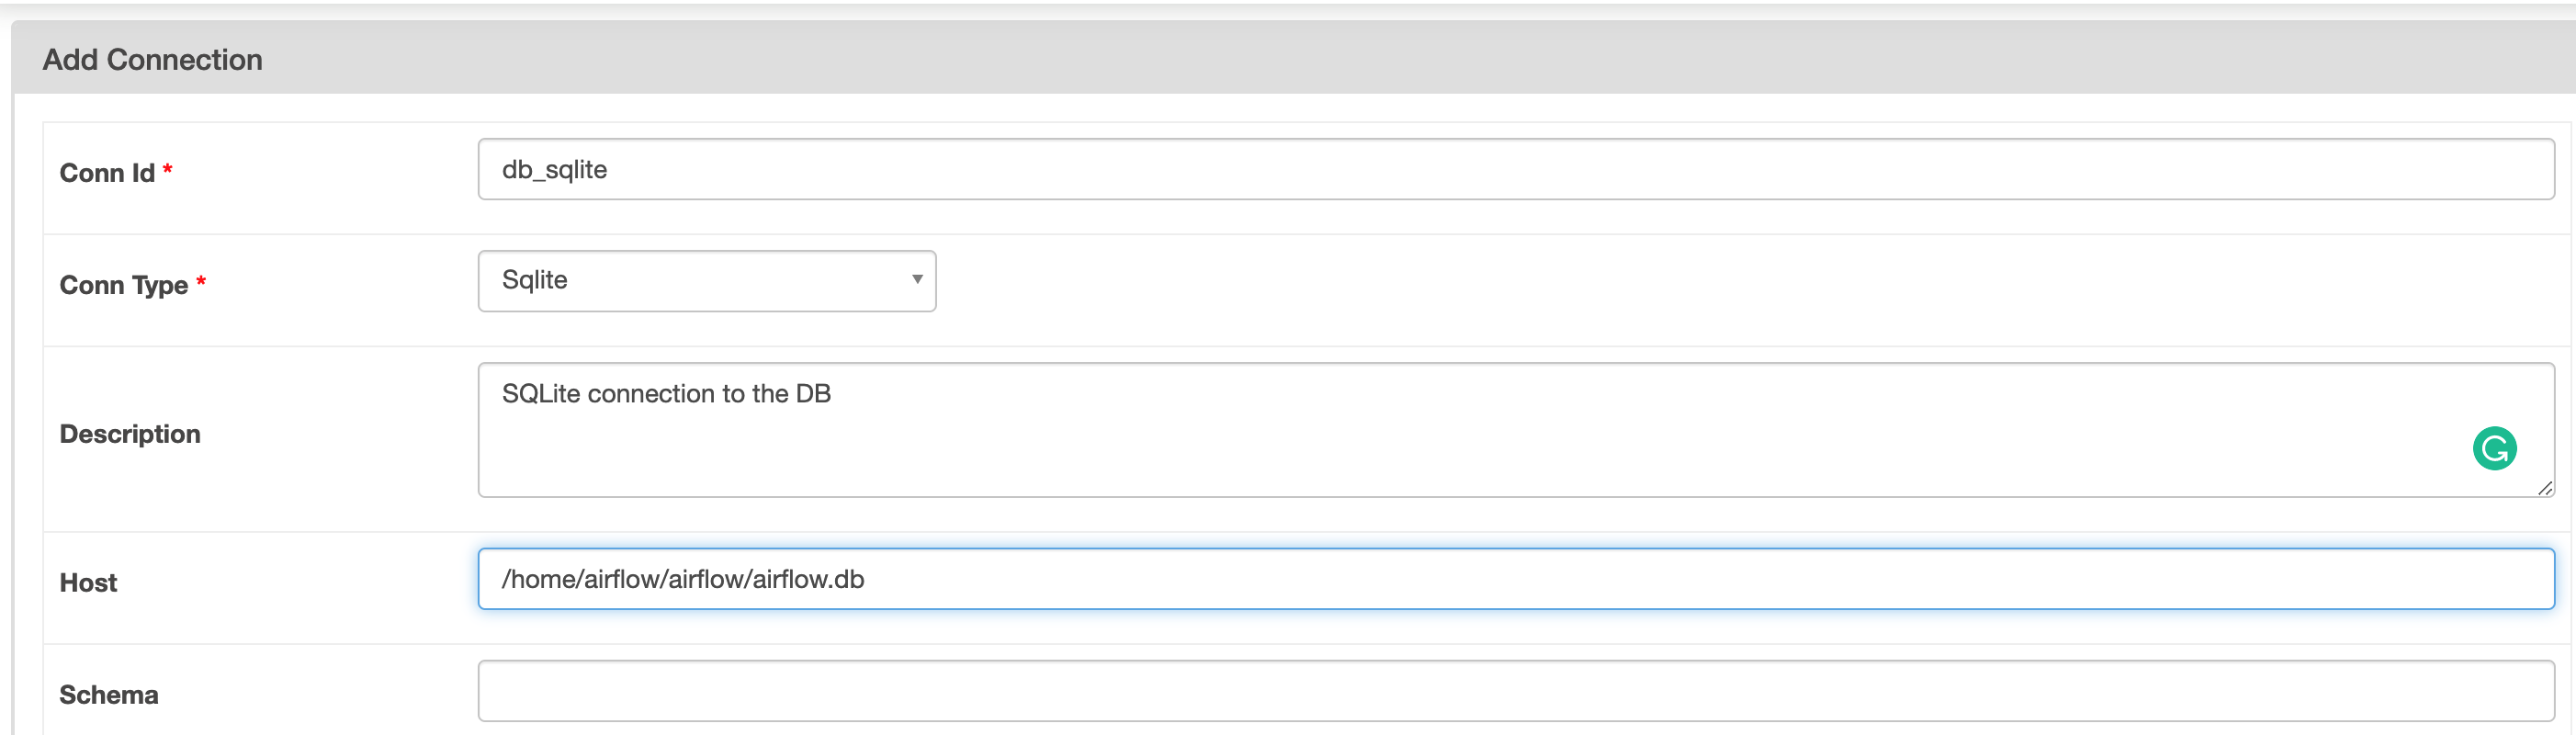 Add Connection
Conn Id *
db_sqlite
Conn Type *
Sqlite
Description
SQLite connection to the DB
Host
/home/airflow/airflow/airflow.db
Schema